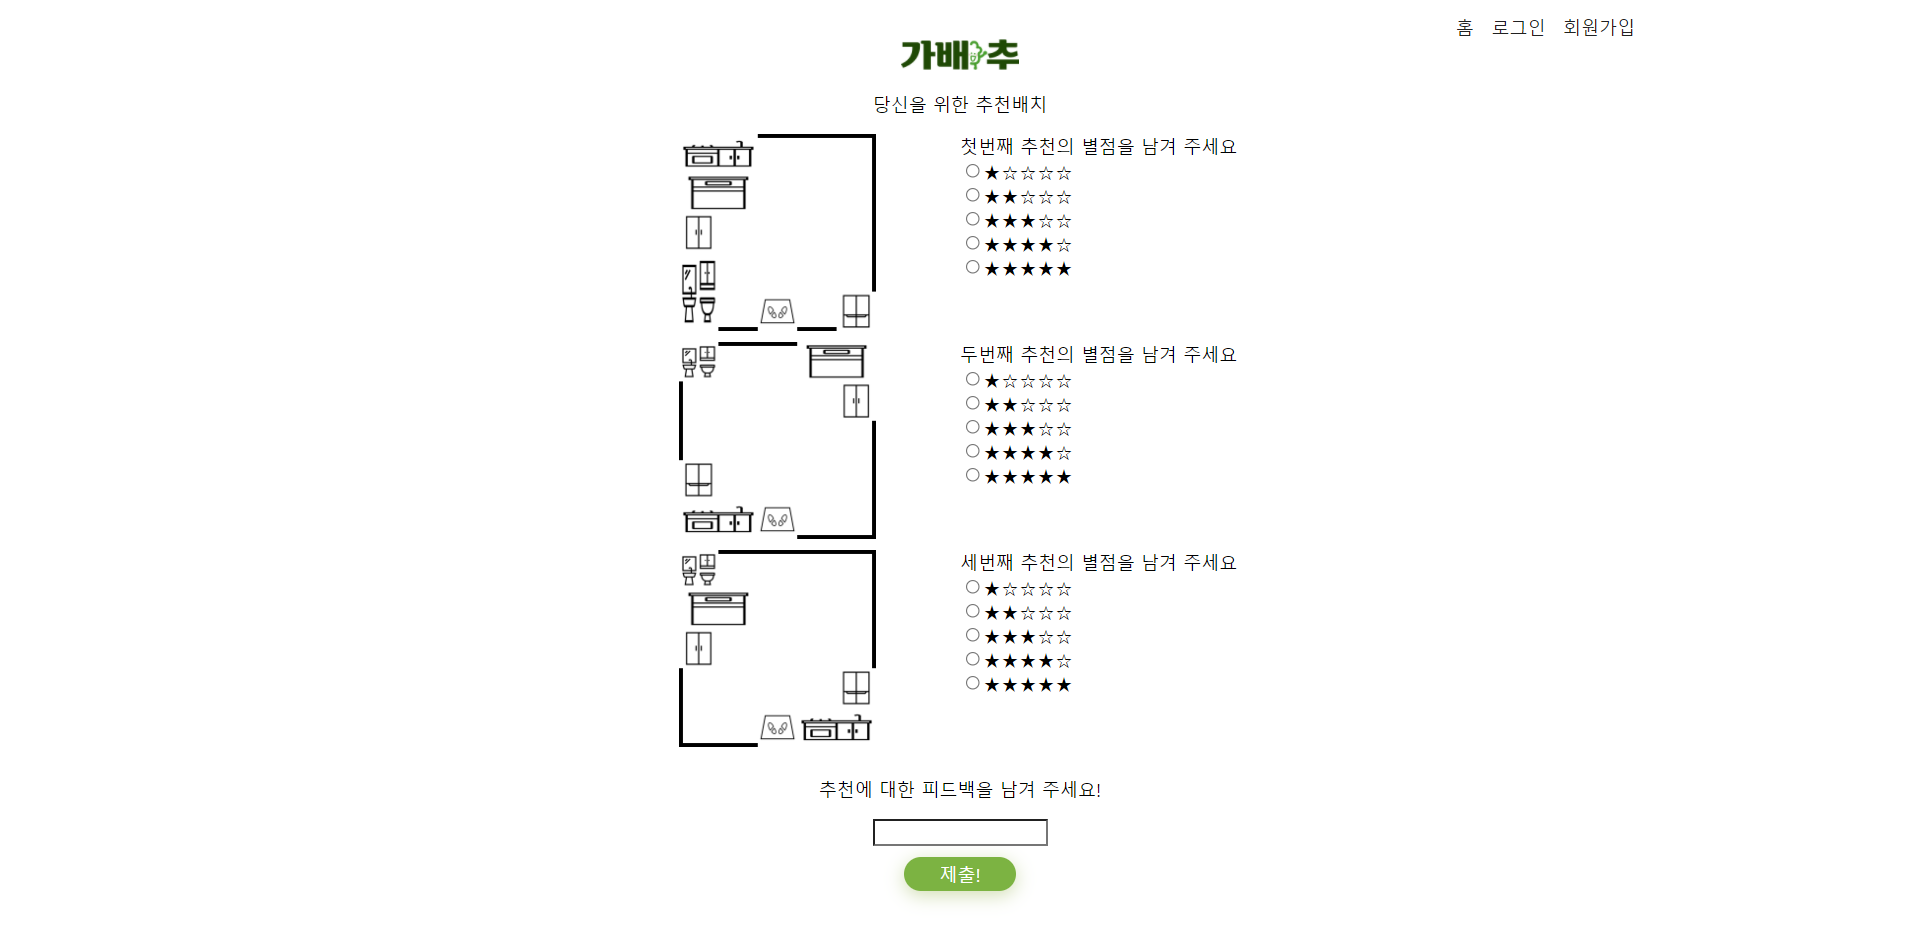 홈 로그인 회원가입
가배추
당신을 위한 추천배치
첫번째 추천의 별점을 남겨 주세요
★☆☆☆☆
★★☆☆☆
★★★☆☆
★★★★☆
★★★★★
두번째 추천의 별점을 남겨 주세요
★☆☆☆☆
★★☆☆☆
★★★☆☆
★★★★☆
★★★★★
세번째 추천의 별점을 남겨 주세요
★☆☆☆☆
★★☆☆☆
★★★☆☆
★★★★☆
★★★★★
추천에 대한 피드백을 남겨 주세요!
제출!